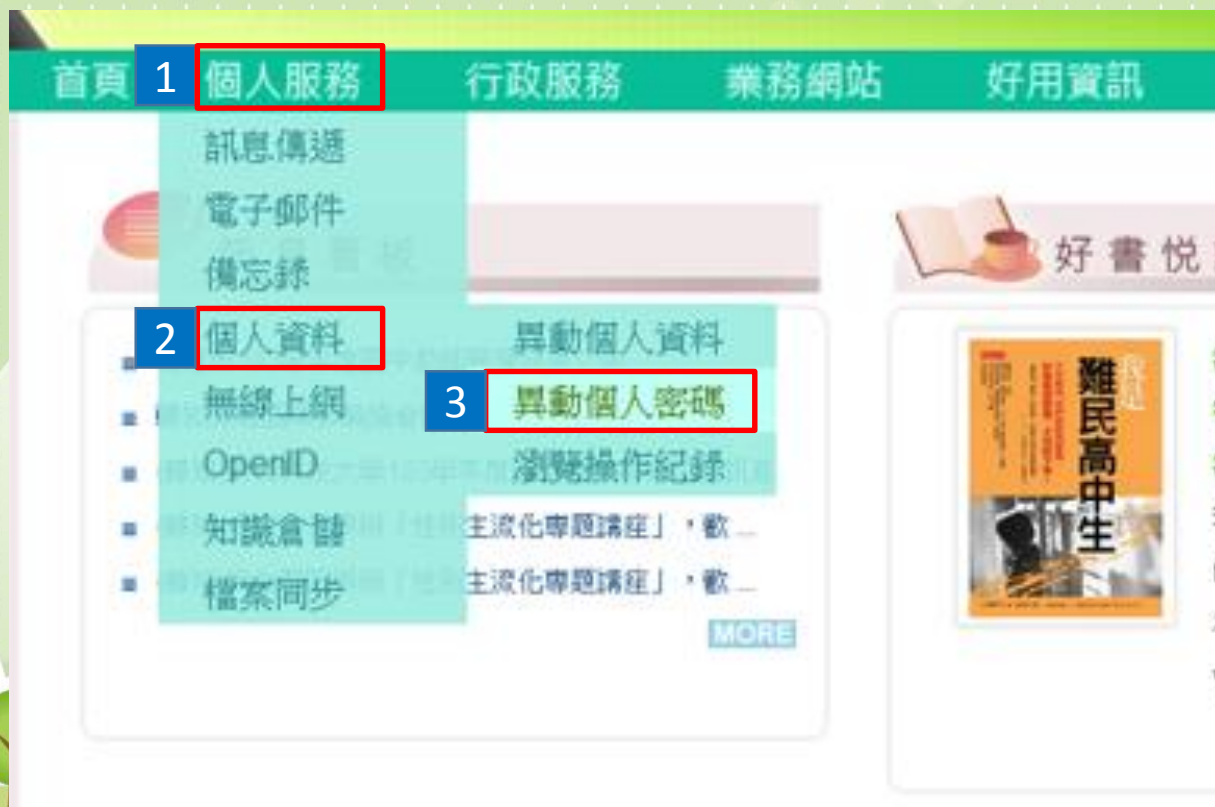 首頁 1 個人服務 行政服務 業務網站 好用資訊
訊息傳遞
電子郵件
備忘錄
好書悅
2 個人資料 異動個人資料
無線上網 3 異動個人密碼
OpenID 瀏覽操作紀錄
知識倉儲 主流化專題講座」，歡 ...
檔案同步 主流化專題講座」，歡 ...
MORE
難民高中生